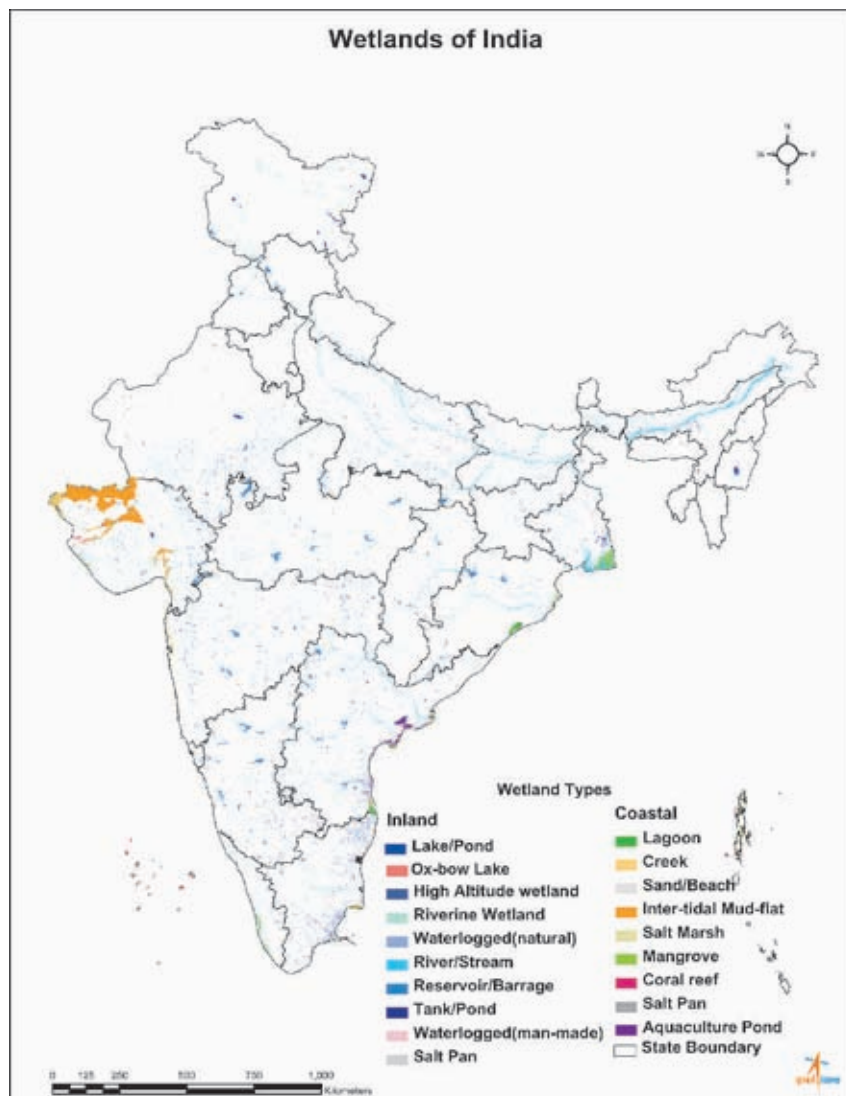 Wetlands of India
N
Wetland Types
Inland
Lake/Pond
Ox-bow Lake
High Altitude wetland
Riverine Wetland
Waterlogged(natural)
River/Stream
Reservoir/Barrage
Tank/Pond
Waterlogged(man-made)
Salt Pan
Coastal
Lagoon
Creek
Sand/Beach
Inter-tidal Mud-flat
Salt Marsh
Mangrove
Coral reef
Salt Pan
Aquaculture Pond
State Boundary
0 125 250 500 750 1,000
Kilometers